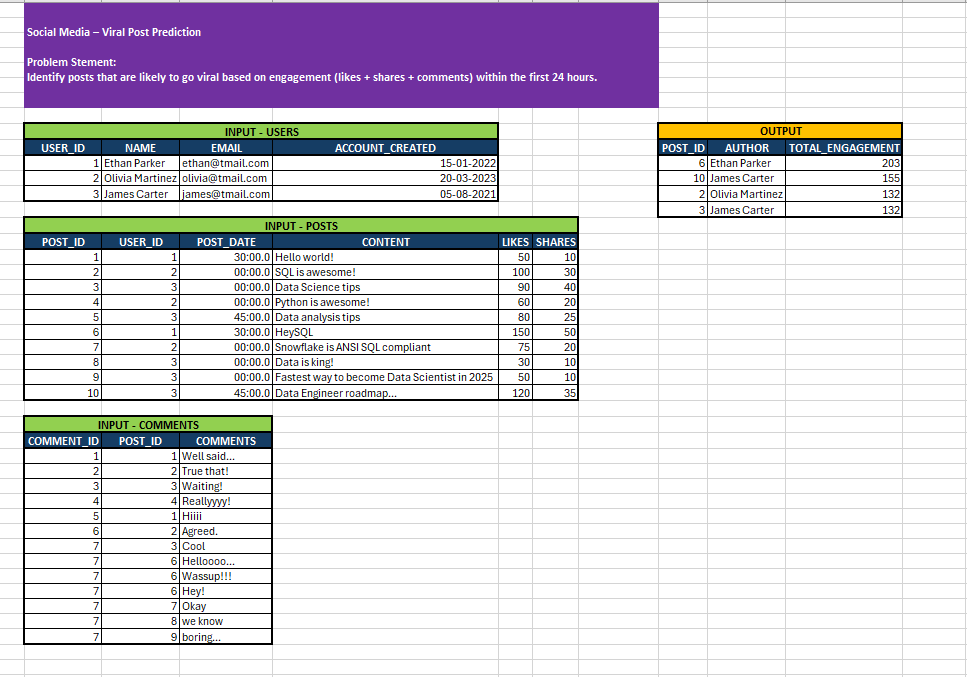 Social Media – Viral Post Prediction
Problem Stement:
Identify posts that are likely to go viral based on engagement (likes + shares + comments) within the first 24 hours.
INPUT - USERS
USER_ID NAME EMAIL ACCOUNT_CREATED
1 Ethan Parker ethan@tmail.com 15-01-2022
2 Olivia Martinez olivia@tmail.com 20-03-2023
3 James Carter james@tmail.com 05-08-2021
OUTPUT
POST_ID AUTHOR TOTAL_ENGAGEMENT
6 Ethan Parker 203
10 James Carter 155
2 Olivia Martinez 132
3 James Carter 132
INPUT - POSTS
POST_ID USER_ID POST_DATE CONTENT LIKES SHARES
1 1 30:00.0 Hello world! 50 10
2 2 00:00.0 SQL is awesome! 100 30
3 3 00:00.0 Data Science tips 90 40
4 2 00:00.0 Python is awesome! 60 20
5 3 45:00.0 Data analysis tips 80 25
6 1 30:00.0 HeySQL 150 50
7 2 00:00.0 Snowflake is ANSI SQL compliant 75 20
8 3 00:00.0 Data is king! 30 10
9 3 00:00.0 Fastest way to become Data Scientist in 2025 50 10
10 3 45:00.0 Data Engineer roadmap... 120 35
INPUT - COMMENTS
COMMENT_ID POST_ID COMMENTS
1 1 Well said...
2 2 True that!
3 3 Waiting!
4 4 Reallyyyy!
5 1 Hiiii
6 2 Agreed.
7 3 Cool
7 6 Helloooo...
7 6 Wassup!!!
7 6 Hey!
7 7 Okay
7 8 we know
7 9 boring...